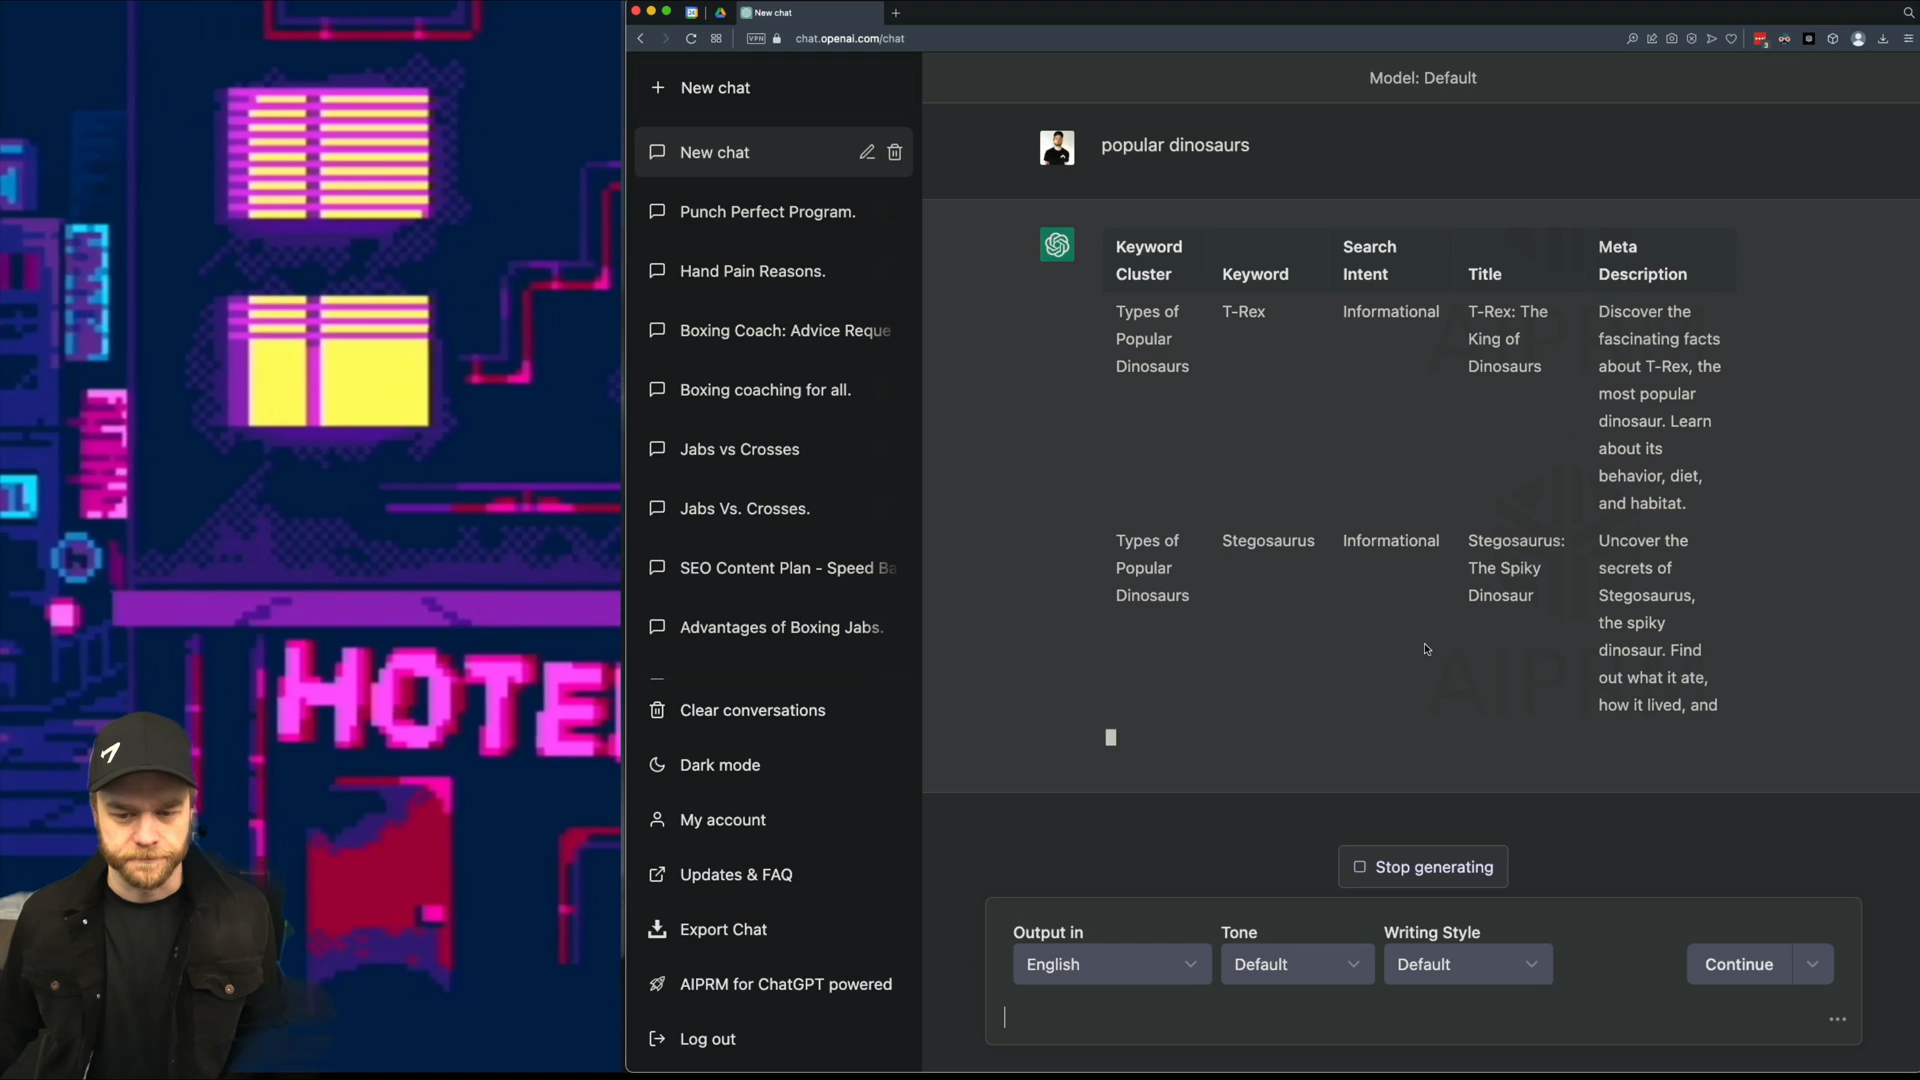 New chat
chat.openai.com/chat
VPN
3
New chat
New chat
Punch Perfect Program.
Hand Pain Reasons.
Boxing Coach: Advice Reque
Boxing coaching for all.
Jabs vs Crosses
Jabs Vs. Crosses.
SEO Content Plan - Speed Ba
Advantages of Boxing Jabs.
Clear conversations
Dark mode
My account
Updates & FAQ
Export Chat
AIPRM for ChatGPT powered
Log out
Model: Default
popular dinosaurs
Keyword Cluster Keyword Search Intent Title Meta Description
Types of Popular Dinosaurs
T-Rex
Informational
T-Rex: The King of Dinosaurs
Discover the
fascinating facts
about T-Rex, the
most popular
dinosaur. Learn
about its
behavior, diet,
and habitat.
Types of Popular Dinosaurs
Stegosaurus
Informational
Stegosaurus: The Spiky Dinosaur
Uncover the
secrets of
Stegosaurus,
the spiky
dinosaur. Find
out what it ate,
how it lived, and
Stop generating
Output in
English
Tone
Default
Writing Style
Default
Continue
HOTE